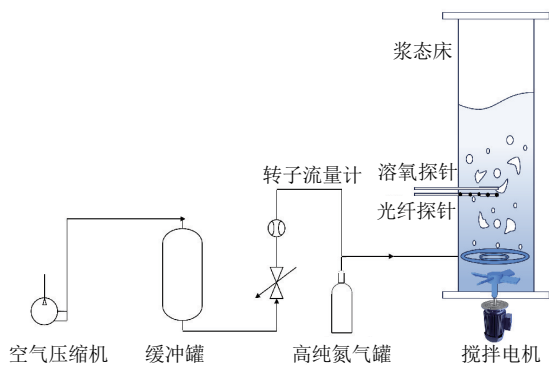 浆态床
溶氧探针
转子流量计
光纤探针
空气压缩机
缓冲罐
高纯氮气罐
搅拌电机